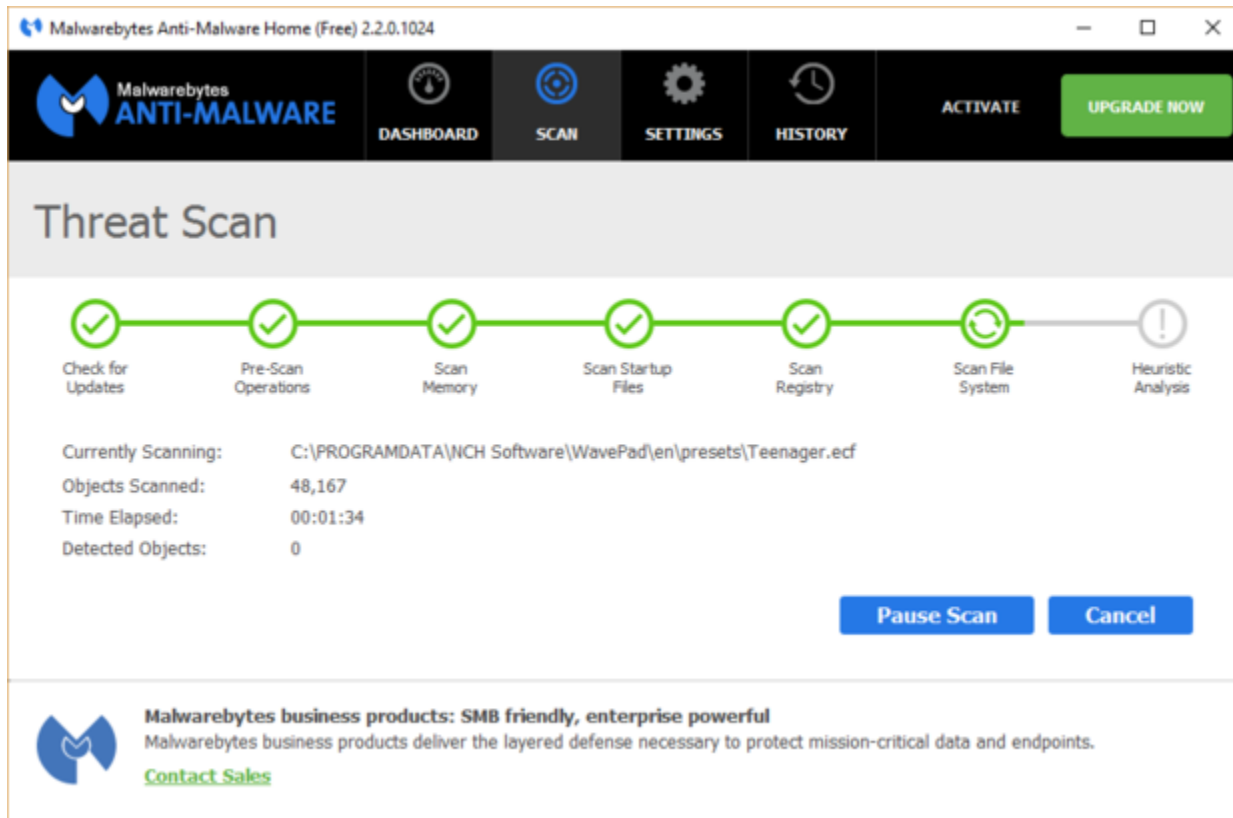 Malwarebytes Anti-Malware Home (Free) 2.2.0.1024
Malwarebytes
ANTI-MALWARE
DASHBOARD
SCAN
SETTINGS
HISTORY
ACTIVATE
UPGRADE NOW
Threat Scan
Check for
Updates
Pre-Scan
Operations
Scan
Memory
Scan Startup
Files
Scan
Registry
Scan File
System
Heuristic
Analysis
Currently Scanning: C:\PROGRAMDATA\NCH Software\WavePad\en\presets\Teenager.ecf
Objects Scanned: 48,167
Time Elapsed: 00:01:34
Detected Objects: 0
Pause Scan
Cancel
Malwarebytes business products: SMB friendly, enterprise powerful
Malwarebytes business products deliver the layered defense necessary to protect mission-critical data and endpoints.
Contact Sales